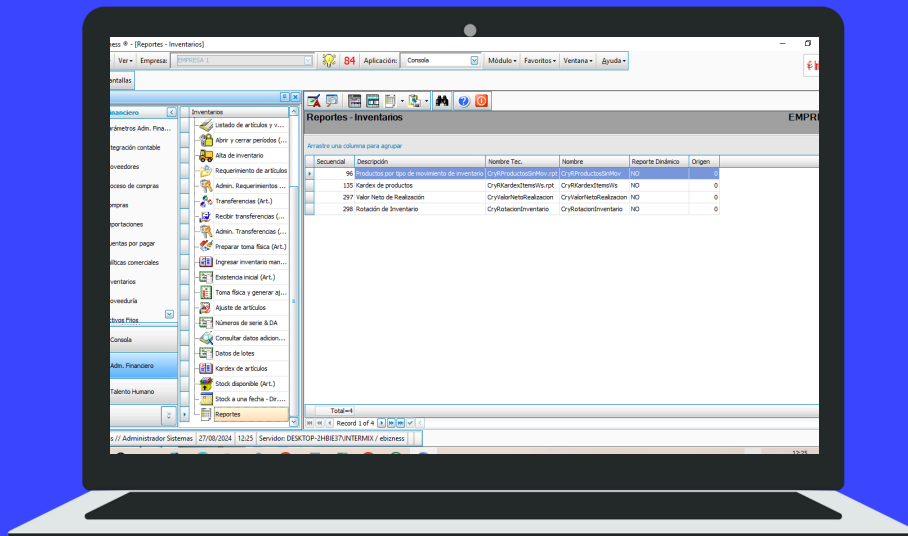 ness ® - [Reportes - Inventarios]
Ver Empresa: EMPRESA 1 84 Aplicación: Consola Módulo Favoritos Ventana Ayuda
antallas
nanciero
Inventarios
arámetros Adm. Fina...
tegración contable
oveedores
oceso de compras
ompras
portaciones
uentas por pagar
olíticas comerciales
ventarios
oveeduría
ctivos Fijos
Consola
Adm. Financiero
Talento Humano
Listado de artículos y v...
Abrir y cerrar períodos (...
Alta de inventario
Requerimiento de artículos
Admin. Requerimientos ...
Transferencias (Art.)
Recibir transferencias (...
Admin. Transferencias (...
Preparar toma física (Art.)
Ingresar inventario man...
Existencia inicial (Art.)
Toma física y generar aj...
Ajuste de artículos
Números de serie & DA
Consultar datos adicion...
Datos de lotes
Kardex de artículos
Stock disponible (Art.)
Stock a una fecha - Dir....
Reportes
Reportes - Inventarios EMPRE
Arrastre una columna para agrupar
Secuencial Descripción Nombre Tec. Nombre Reporte Dinámico Origen
96 Productos por tipo de movimiento de inventario CryRProductosSinMov.rpt CryRProductosSinMov NO 0
135 Kardex de productos CryRKardexItemsWs.rpt CryRKardexItemsWs NO 0
297 Valor Neto de Realización CryValorNetoRealizacion CryValorNetoRealizacion NO 0
298 Rotación de Inventario CryRotacionInventario CryRotacionInventario NO 0
Total=4
Record 1 of 4
s // Administrador Sistemas 27/08/2024 12:25 Servidor: DESKTOP-2HBIE37\INTERMIX / ebizness
12:25